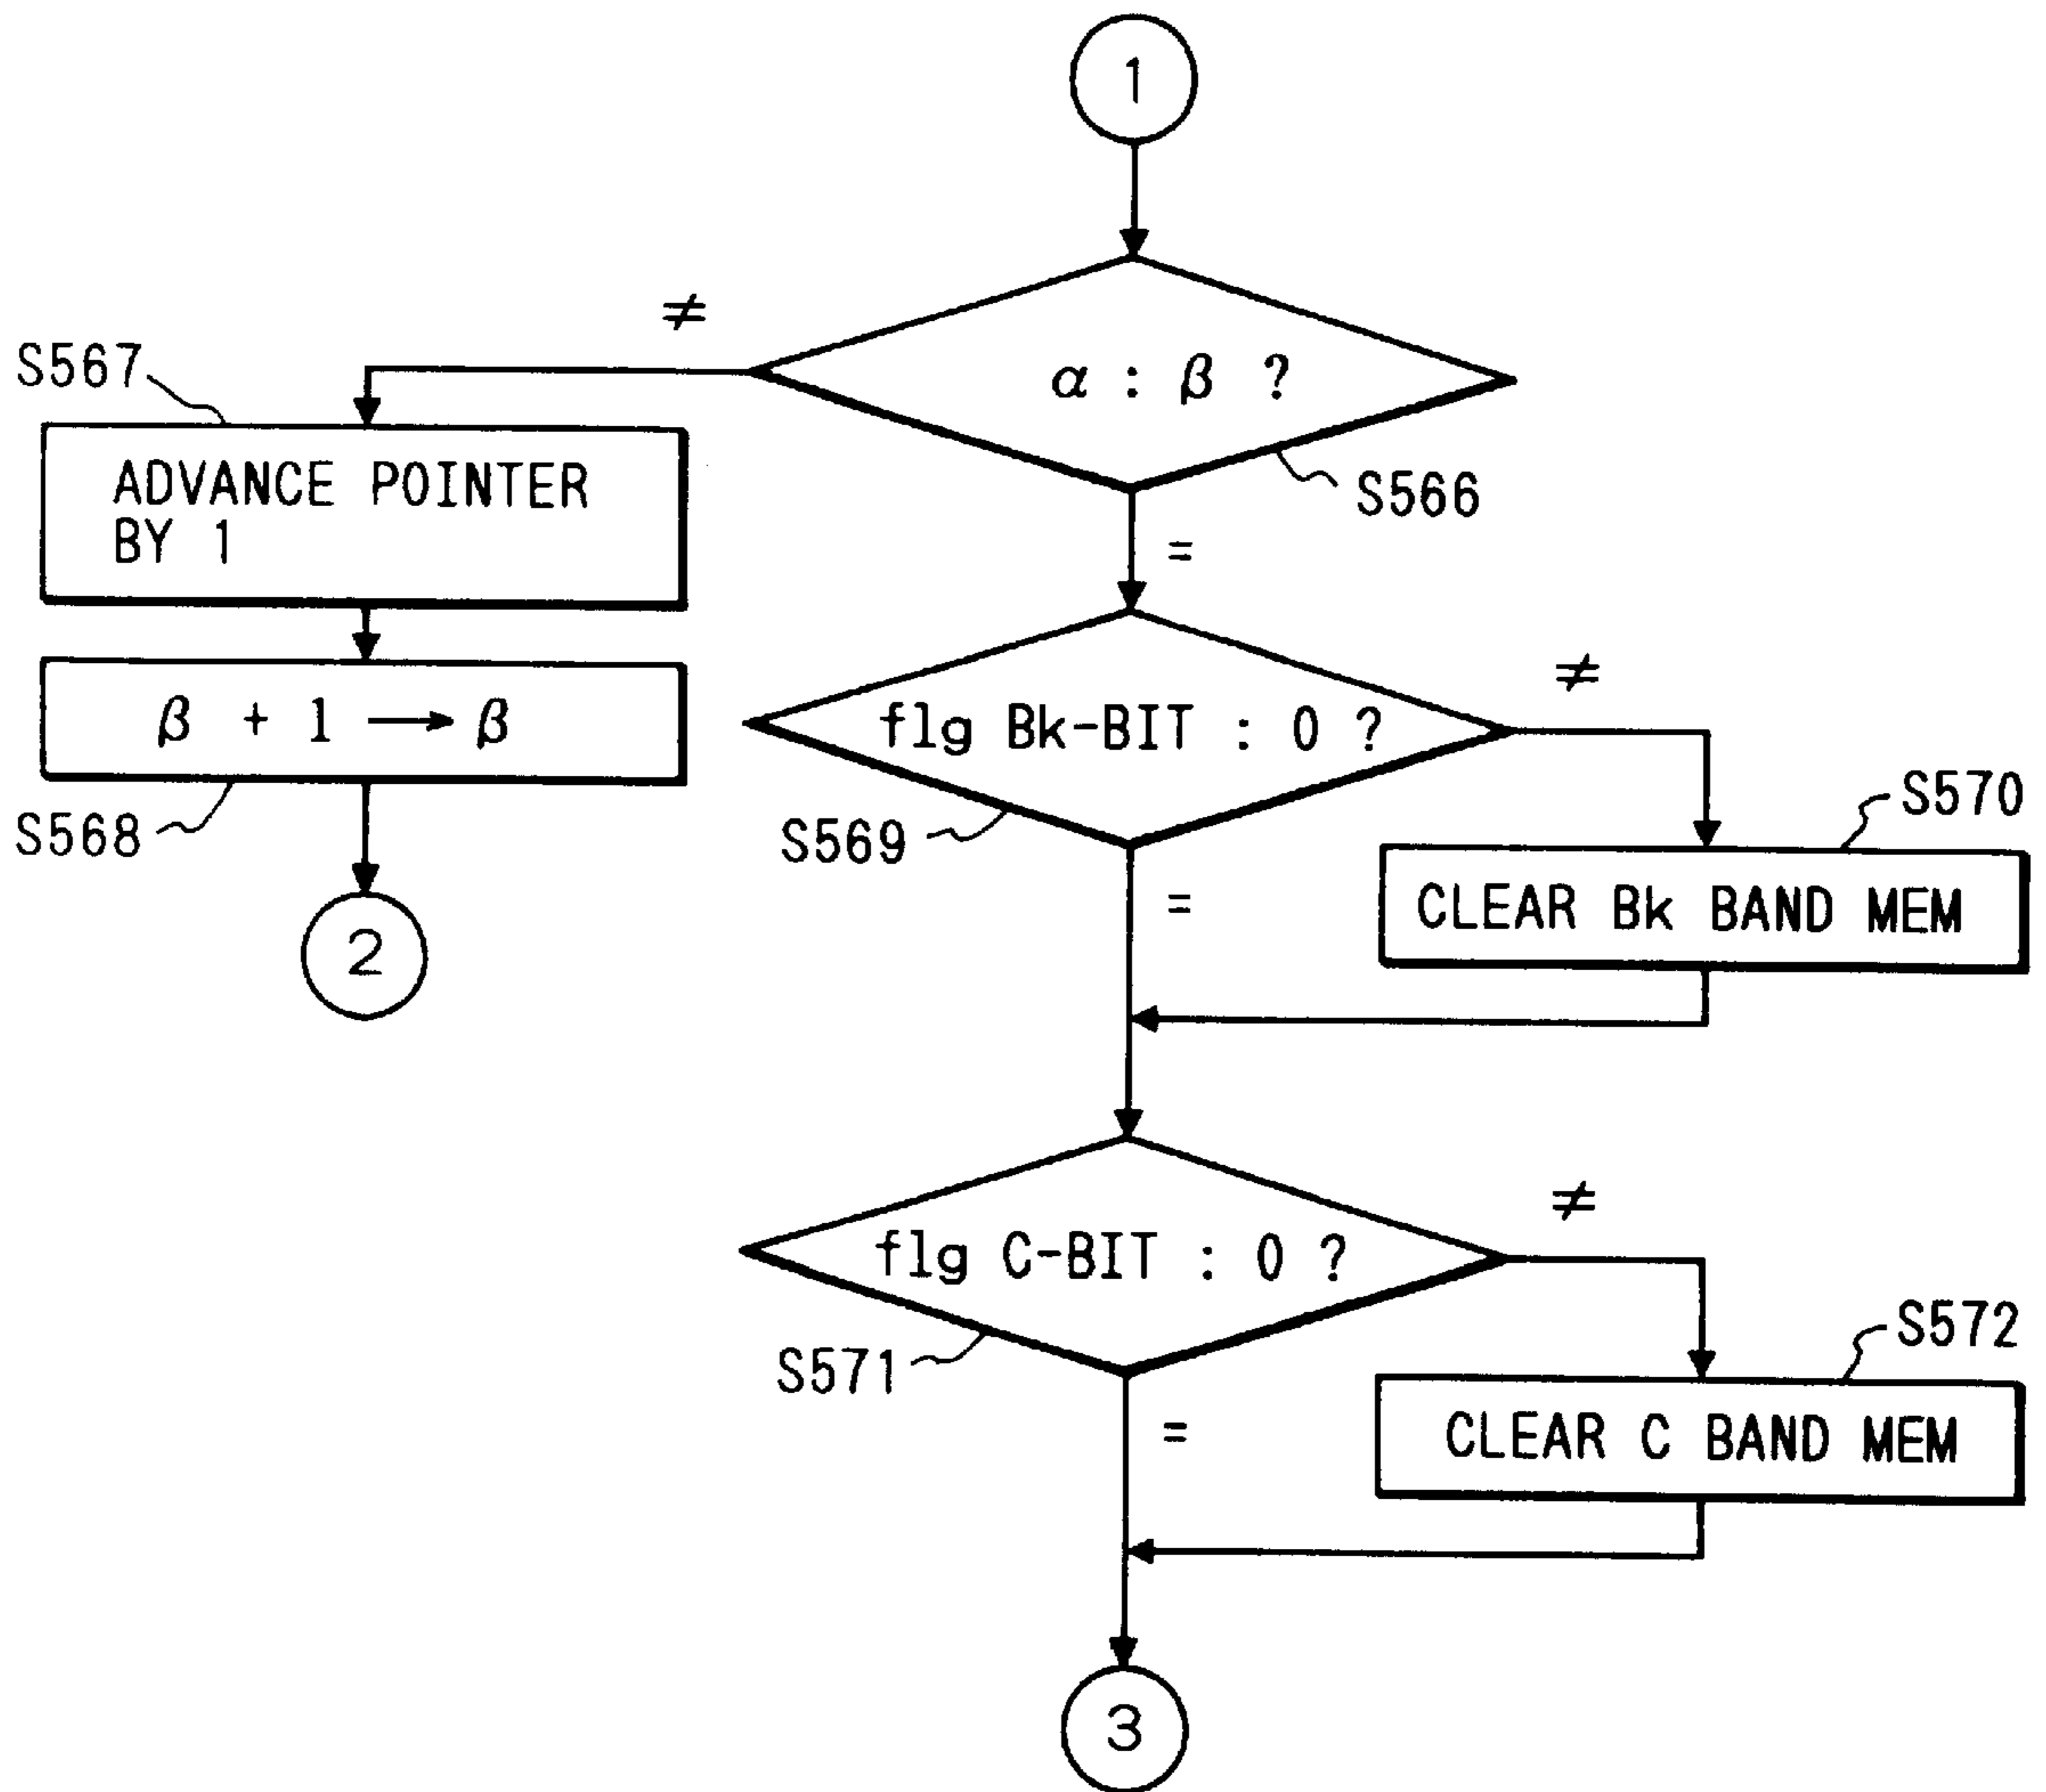 1
≠
S567
α : β ?
ADVANCE POINTER
BY 1
S566
=
β + 1 → β
S568
2
≠
flg Bk-BIT : 0 ?
S569
S570
=
CLEAR Bk BAND MEM
≠
flg C-BIT : 0 ?
S571
S572
=
CLEAR C BAND MEM
3